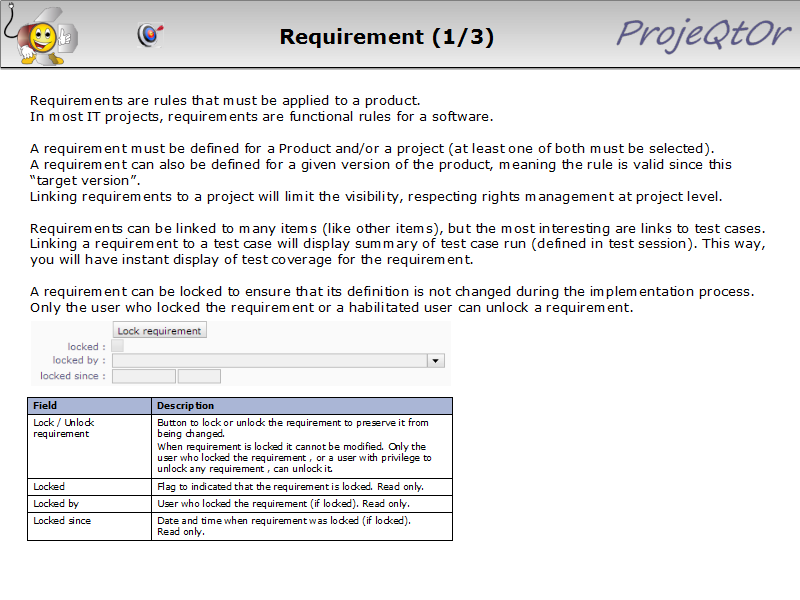 Requirement (1/3)
ProjeQtOr
Requirements are rules that must be applied to a product.
In most IT projects, requirements are functional rules for a software.
A requirement must be defined for a Product and/or a project (at least one of both must be selected).
A requirement can also be defined for a given version of the product, meaning the rule is valid since this
“target version”.
Linking requirements to a project will limit the visibility, respecting rights management at project level.
Requirements can be linked to many items (like other items), but the most interesting are links to test cases.
Linking a requirement to a test case will display summary of test case run (defined in test session). This way,
you will have instant display of test coverage for the requirement.
A requirement can be locked to ensure that its definition is not changed during the implementation process.
Only the user who locked the requirement or a habilitated user can unlock a requirement.
Lock requirement
locked :
locked by :
locked since :
Field Description
Lock / Unlock
requirement
Button to lock or unlock the requirement to preserve it from
being changed.
When requirement is locked it cannot be modified. Only the
user who locked the requirement , or a user with privilege to
unlock any requirement , can unlock it.
Locked Flag to indicated that the requirement is locked. Read only.
Locked by User who locked the requirement (if locked). Read only.
Locked since Date and time when requirement was locked (if locked).
Read only.